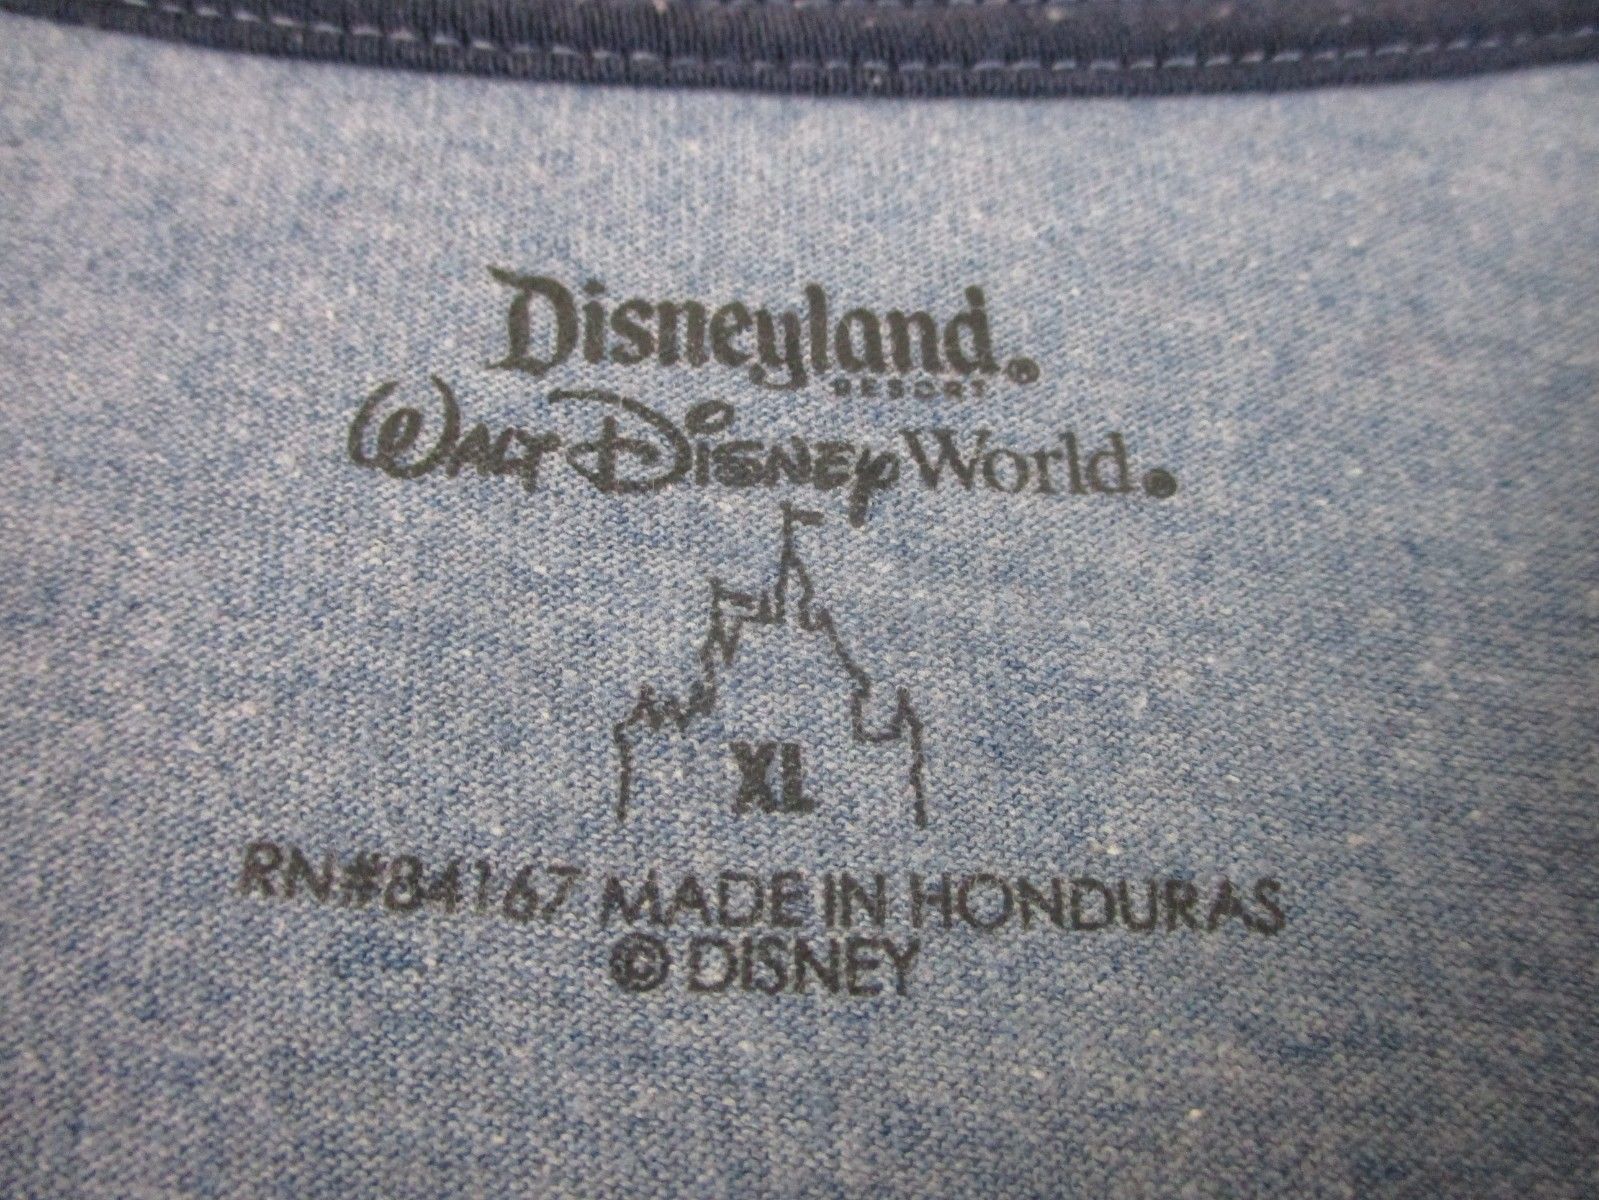 Disneyland®
RESORT
WALT DISNEY World®
XL
RN#84167 MADE IN HONDURAS
© DISNEY